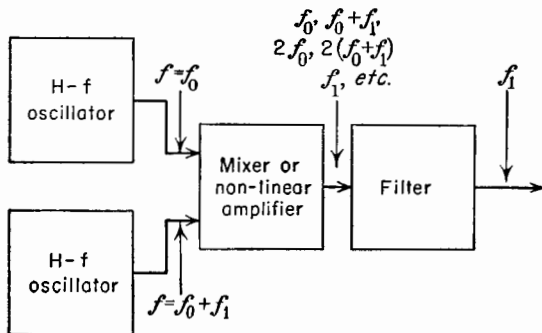 f₀, f₀+f₁,
2f₀, 2(f₀+f₁)
f₁, etc.
f=f₀
f₁
H-f
oscillator
Mixer or
non-linear
amplifier
Filter
H-f
oscillator
f=f₀+f₁